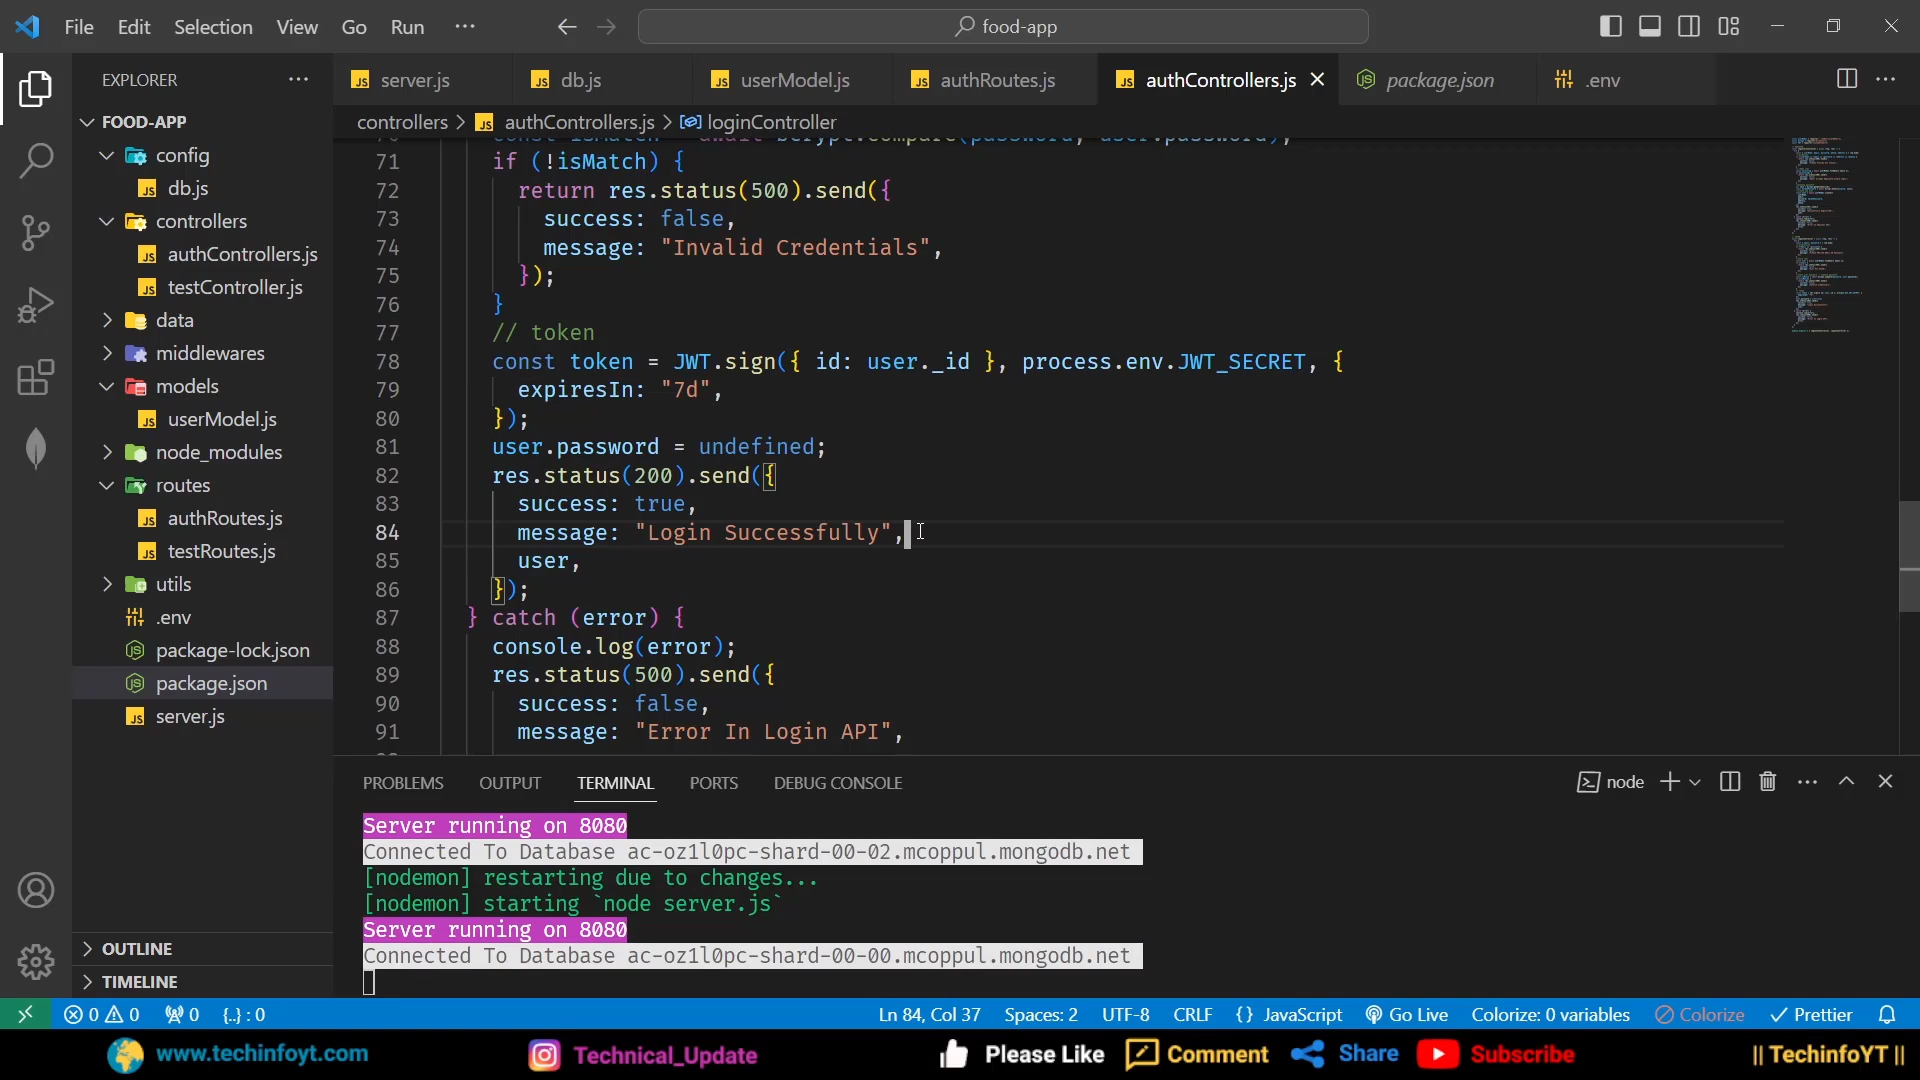 File Edit Selection View Go Run ···
food-app
EXPLORER ···
FOOD-APP
config
db.js
controllers
authControllers.js
testController.js
data
middlewares
models
userModel.js
node_modules
routes
authRoutes.js
testRoutes.js
utils
.env
package-lock.json
package.json
server.js
OUTLINE
TIMELINE
server.js db.js userModel.js authRoutes.js authControllers.js package.json .env
controllers > authControllers.js > loginController
70 const isMatch = await bcrypt.compare(password, user.password);
71 if (!isMatch) {
72 return res.status(500).send({
73 success: false,
74 message: "Invalid Credentials",
75 });
76 }
77 // token
78 const token = JWT.sign({ id: user._id }, process.env.JWT_SECRET, {
79 expiresIn: "7d",
80 });
81 user.password = undefined;
82 res.status(200).send({
83 success: true,
84 message: "Login Successfully",
85 user,
86 });
87 } catch (error) {
88 console.log(error);
89 res.status(500).send({
90 success: false,
91 message: "Error In Login API",
PROBLEMS OUTPUT TERMINAL PORTS DEBUG CONSOLE node
Server running on 8080
Connected To Database ac-oz1l0pc-shard-00-02.mcoppul.mongodb.net
[nodemon] restarting due to changes...
[nodemon] starting `node server.js`
Server running on 8080
Connected To Database ac-oz1l0pc-shard-00-00.mcoppul.mongodb.net
0 0 0 {..} : 0 Ln 84, Col 37 Spaces: 2 UTF-8 CRLF {} JavaScript Go Live Colorize: 0 variables Colorize Prettier
www.techinfoyt.com Technical_Update Please Like Comment Share Subscribe || TechinfoYT ||